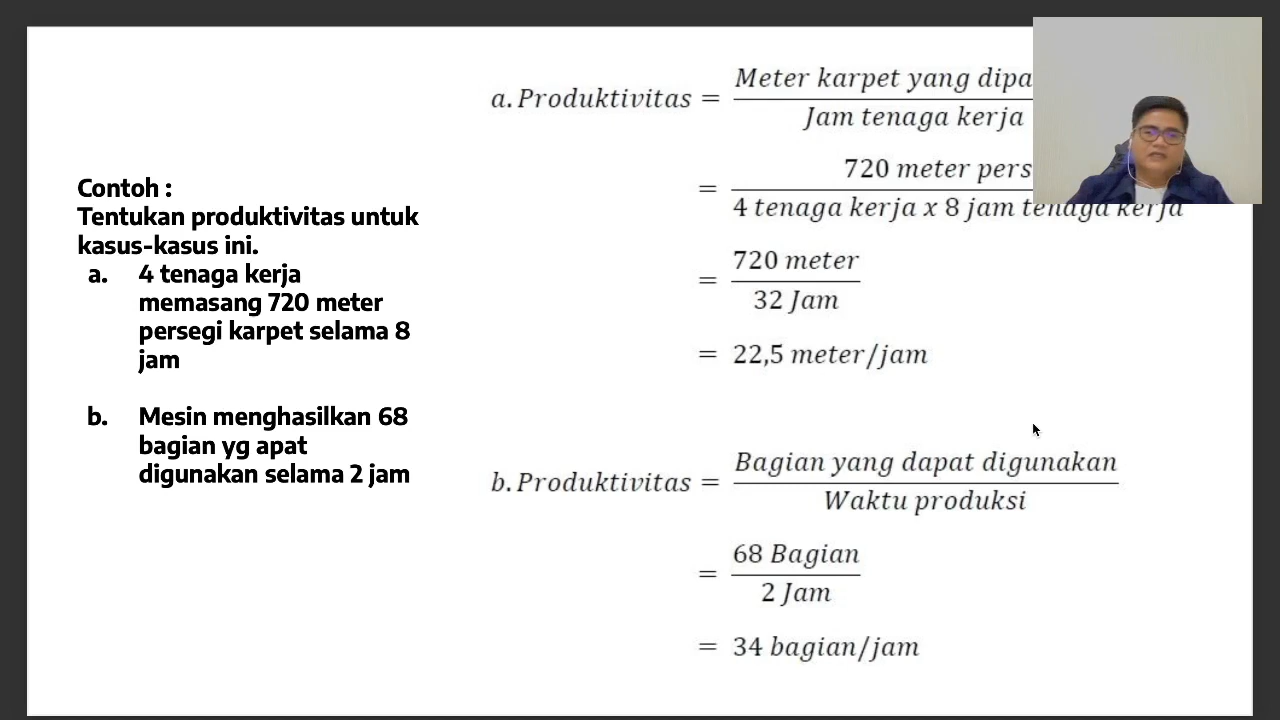 Contoh :
Tentukan produktivitas untuk
kasus-kasus ini.
a. 4 tenaga kerja
memasang 720 meter
persegi karpet selama 8
jam
b. Mesin menghasilkan 68
bagian yg apat
digunakan selama 2 jam
a. Produktivitas = Meter karpet yang
Jam tenaga kerja
= 720 meter
4 tenaga kerja x 8 jam tenaga kerja
= 720 meter
32 Jam
= 22,5 meter/jam
b. Produktivitas = Bagian yang dapat digunakan
Waktu produksi
= 68 Bagian
2 Jam
= 34 bagian/jam